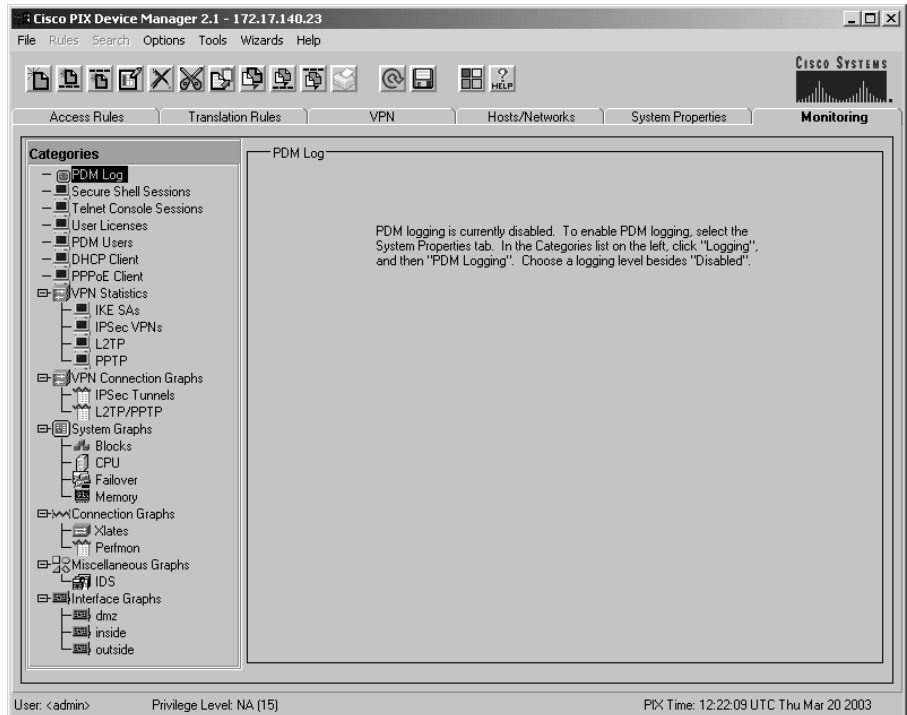 Cisco PIX Device Manager 2.1 - 172.17.140.23
File Rules Search Options Tools Wizards Help
HELP
CISCO SYSTEMS
Access Rules Translation Rules VPN Hosts/Networks System Properties Monitoring
Categories
PDM Log
Secure Shell Sessions
Telnet Console Sessions
User Licenses
PDM Users
DHCP Client
PPPoE Client
VPN Statistics
IKE SAs
IPSec VPNs
L2TP
PPTP
VPN Connection Graphs
IPSec Tunnels
L2TP/PPTP
System Graphs
Blocks
CPU
Failover
Memory
Connection Graphs
Xlates
Perfmon
Miscellaneous Graphs
IDS
Interface Graphs
dmz
inside
outside
PDM Log
PDM logging is currently disabled. To enable PDM logging, select the
System Properties tab. In the Categories list on the left, click "Logging",
and then "PDM Logging". Choose a logging level besides "Disabled".
User: <admin> Privilege Level: NA (15) PIX Time: 12:22:09 UTC Thu Mar 20 2003